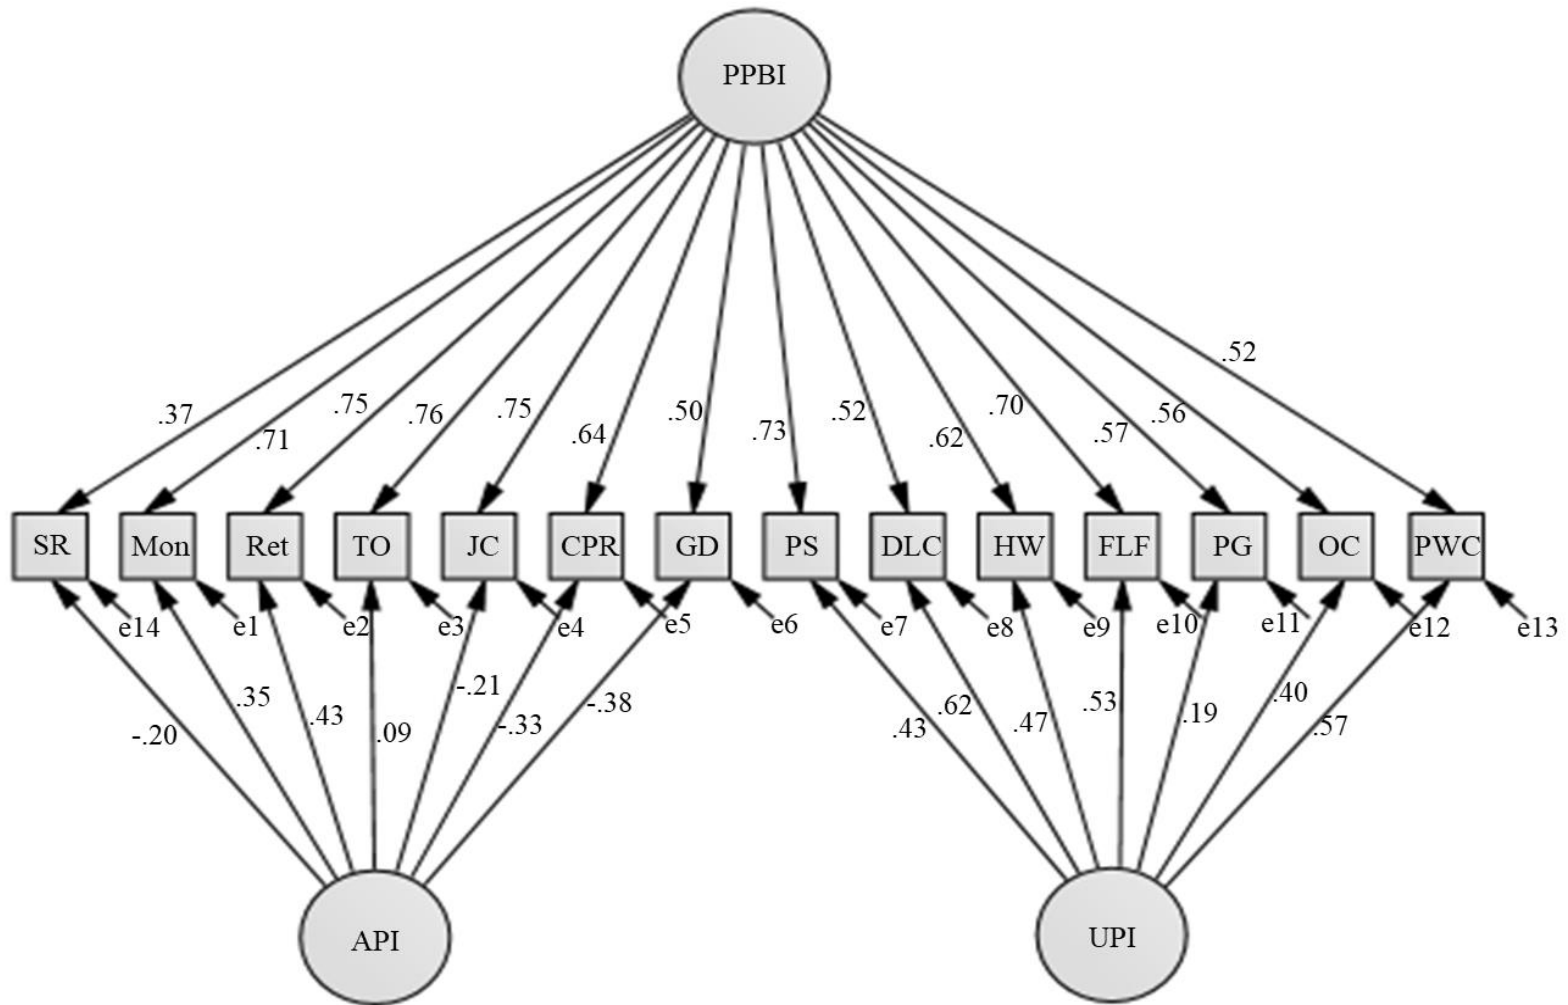 PPBI
.52
.37
.71
.75
.76
.75
.64
.50
.73
.52
.62
.70
.57
.56
SR
Mon
Ret
TO
JC
CPR
GD
PS
DLC
HW
FLF
PG
OC
PWC
e14
e1
e2
e3
e4
e5
e6
e7
e8
e9
e10
e11
e12
e13
-.20
.35
.43
.09
-.21
-.33
-.38
.43
.62
.47
.53
.19
.40
.57
API
UPI